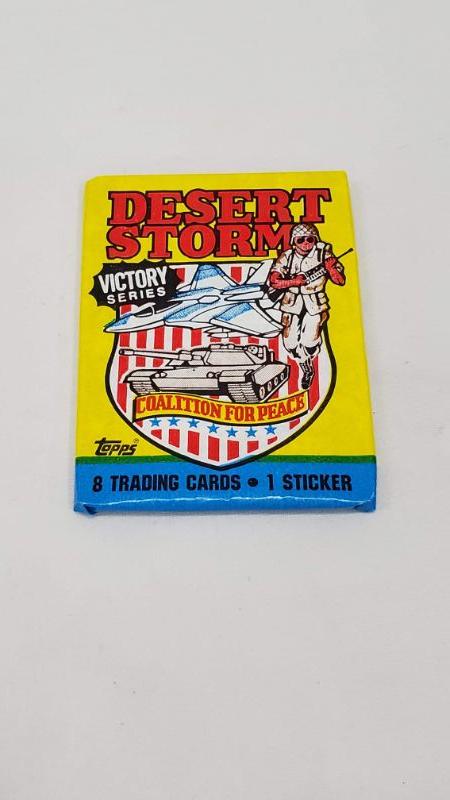 DESERT
STORM
VICTORY
SERIES
COALITION FOR PEACE
Topps®
8 TRADING CARDS • 1 STICKER